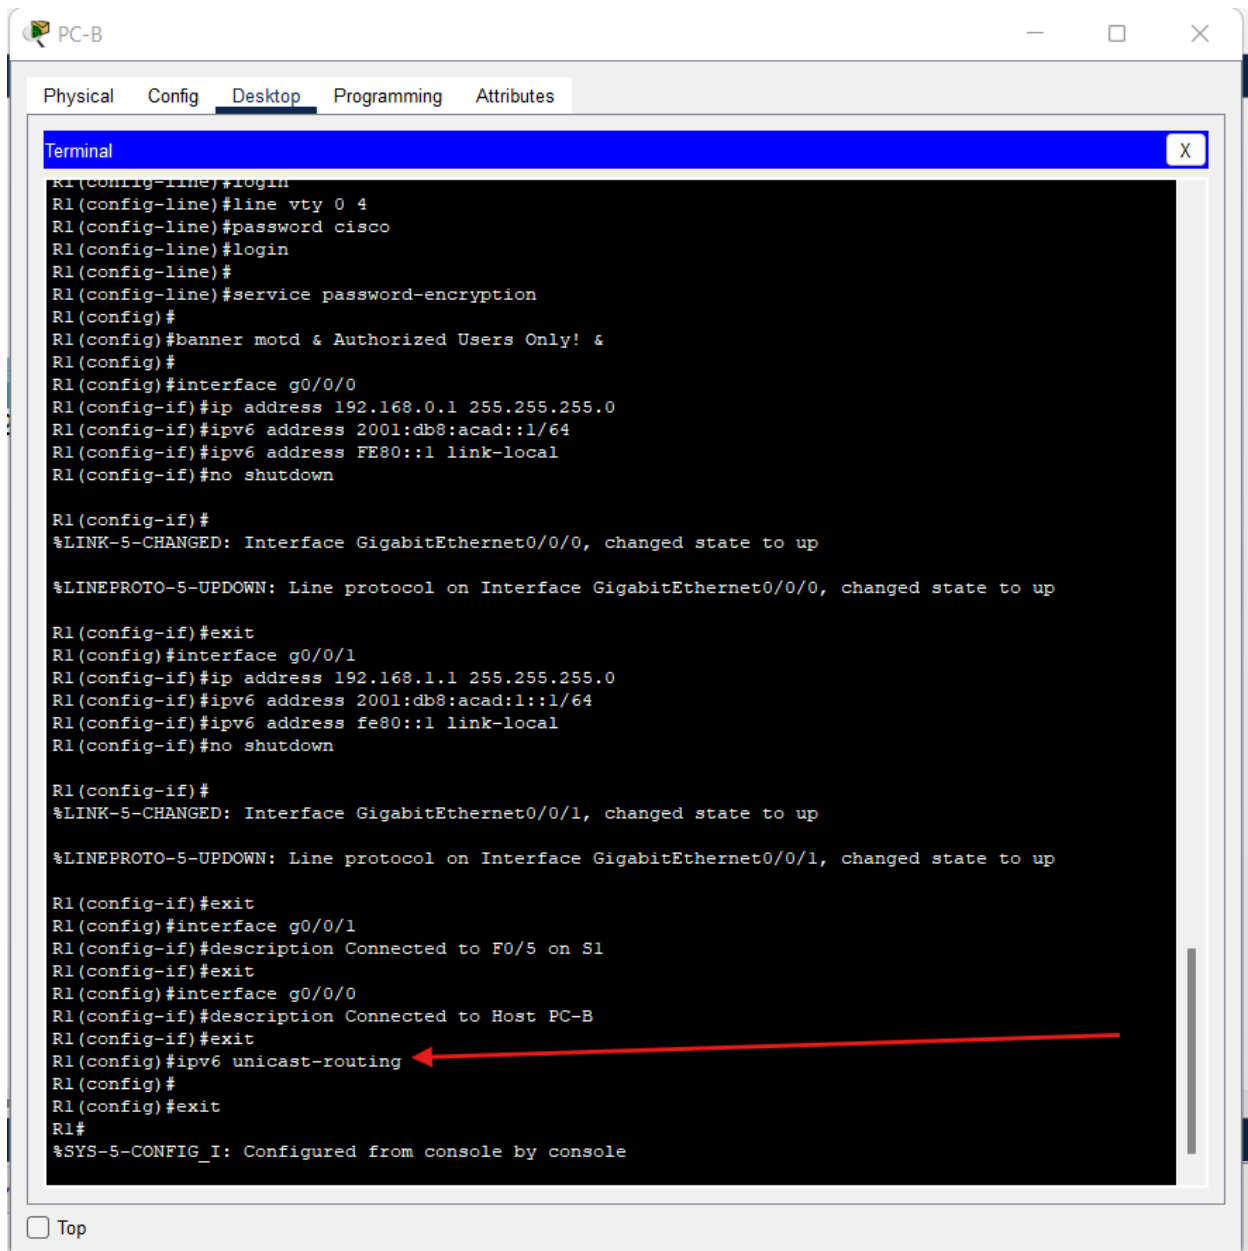 PC-B
Physical Config Desktop Programming Attributes
Terminal
X
R1(config-line)#login
R1(config-line)#line vty 0 4
R1(config-line)#password cisco
R1(config-line)#login
R1(config-line)#
R1(config-line)#service password-encryption
R1(config)#
R1(config)#banner motd & Authorized Users Only! &
R1(config)#
R1(config)#interface g0/0/0
R1(config-if)#ip address 192.168.0.1 255.255.255.0
R1(config-if)#ipv6 address 2001:db8:acad::1/64
R1(config-if)#ipv6 address FE80::1 link-local
R1(config-if)#no shutdown
R1(config-if)#
%LINK-5-CHANGED: Interface GigabitEthernet0/0/0, changed state to up
%LINEPROTO-5-UPDOWN: Line protocol on Interface GigabitEthernet0/0/0, changed state to up
R1(config-if)#exit
R1(config)#interface g0/0/1
R1(config-if)#ip address 192.168.1.1 255.255.255.0
R1(config-if)#ipv6 address 2001:db8:acad:1::1/64
R1(config-if)#ipv6 address fe80::1 link-local
R1(config-if)#no shutdown
R1(config-if)#
%LINK-5-CHANGED: Interface GigabitEthernet0/0/1, changed state to up
%LINEPROTO-5-UPDOWN: Line protocol on Interface GigabitEthernet0/0/1, changed state to up
R1(config-if)#exit
R1(config)#interface g0/0/1
R1(config-if)#description Connected to F0/5 on S1
R1(config-if)#exit
R1(config)#interface g0/0/0
R1(config-if)#description Connected to Host PC-B
R1(config-if)#exit
R1(config)#ipv6 unicast-routing
R1(config)#
R1(config)#exit
R1#
%SYS-5-CONFIG_I: Configured from console by console
Top